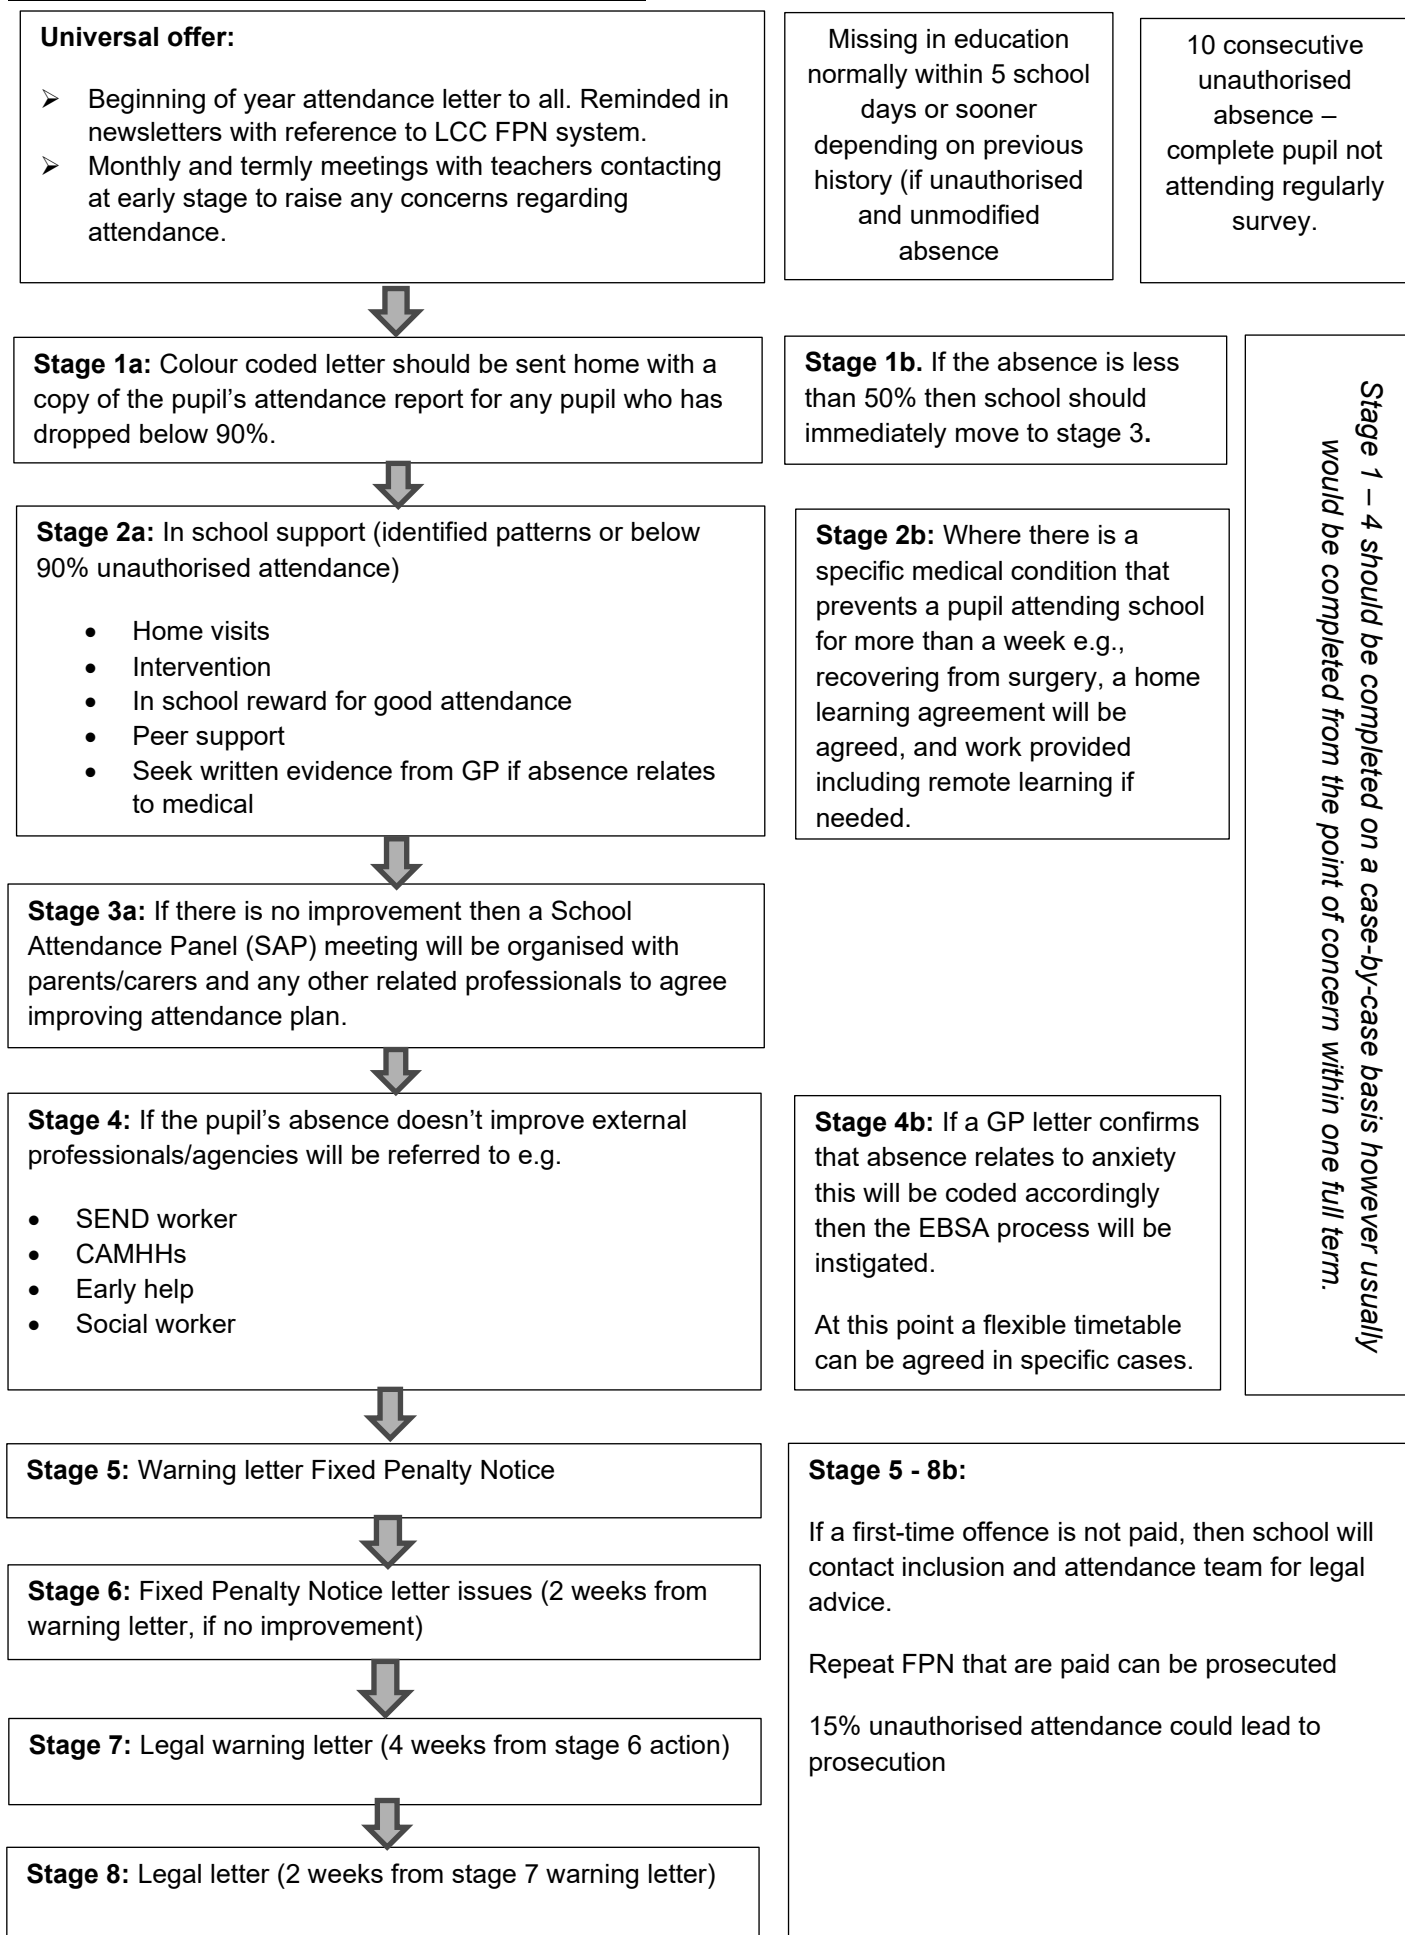 Universal offer:
➢ Beginning of year attendance letter to all. Reminded in
newsletters with reference to LCC FPN system.
➢ Monthly and termly meetings with teachers contacting
at early stage to raise any concerns regarding
attendance.
Missing in education
normally within 5 school
days or sooner
depending on previous
history (if unauthorised
and unmodified
absence
10 consecutive
unauthorised
absence –
complete pupil not
attending regularly
survey.
Stage 1a: Colour coded letter should be sent home with a
copy of the pupil’s attendance report for any pupil who has
dropped below 90%.
Stage 1b. If the absence is less
than 50% then school should
immediately move to stage 3.
Stage 1 – 4 should be completed on a case-by-case basis however usually
would be completed from the point of concern within one full term.
Stage 2a: In school support (identified patterns or below
90% unauthorised attendance)
• Home visits
• Intervention
• In school reward for good attendance
• Peer support
• Seek written evidence from GP if absence relates
to medical
Stage 2b: Where there is a
specific medical condition that
prevents a pupil attending school
for more than a week e.g.,
recovering from surgery, a home
learning agreement will be
agreed, and work provided
including remote learning if
needed.
Stage 3a: If there is no improvement then a School
Attendance Panel (SAP) meeting will be organised with
parents/carers and any other related professionals to agree
improving attendance plan.
Stage 4: If the pupil’s absence doesn’t improve external
professionals/agencies will be referred to e.g.
• SEND worker
• CAMHHs
• Early help
• Social worker
Stage 4b: If a GP letter confirms
that absence relates to anxiety
this will be coded accordingly
then the EBSA process will be
instigated.
At this point a flexible timetable
can be agreed in specific cases.
Stage 5: Warning letter Fixed Penalty Notice
Stage 6: Fixed Penalty Notice letter issues (2 weeks from
warning letter, if no improvement)
Stage 7: Legal warning letter (4 weeks from stage 6 action)
Stage 8: Legal letter (2 weeks from stage 7 warning letter)
Stage 5 - 8b:
If a first-time offence is not paid, then school will
contact inclusion and attendance team for legal
advice.
Repeat FPN that are paid can be prosecuted
15% unauthorised attendance could lead to
prosecution